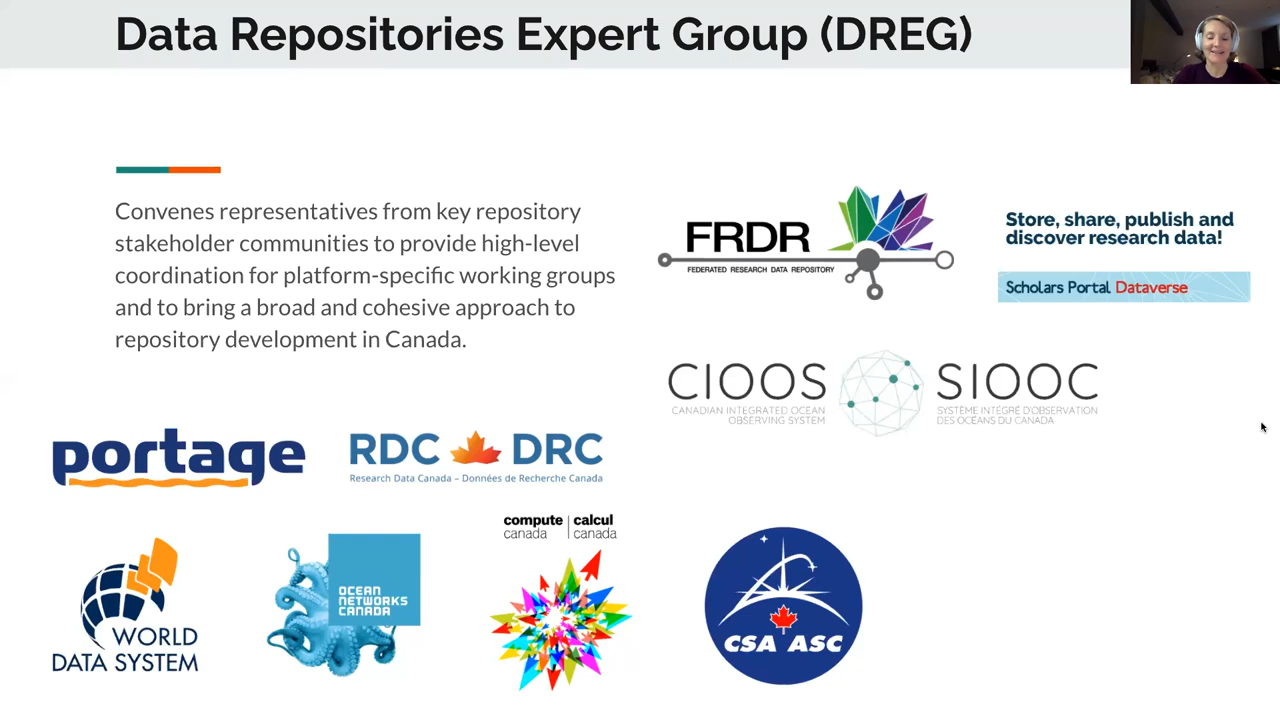 Data Repositories Expert Group (DREG)
Convenes representatives from key repository
stakeholder communities to provide high-level
coordination for platform-specific working groups
and to bring a broad and cohesive approach to
repository development in Canada.
FRDR
FEDERATED RESEARCH DATA REPOSITORY
Store, share, publish and
discover research data!
Scholars Portal Dataverse
CIOOS
CANADIAN INTEGRATED OCEAN
OBSERVING SYSTEM
SIOOC
SYSTÈME INTÉGRÉ D'OBSERVATION
DES OCÉANS DU CANADA
portage
RDC DRC
Research Data Canada – Données de Recherche Canada
WORLD
DATA SYSTEM
OCEAN
NETWORKS
CANADA
compute | calcul
canada | canada
CSA ASC